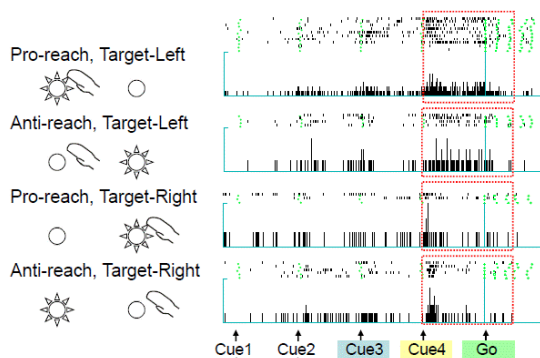 Pro-reach, Target-Left
Anti-reach, Target-Left
Pro-reach, Target-Right
Anti-reach, Target-Right
Cue1 Cue2 Cue3 Cue4 Go